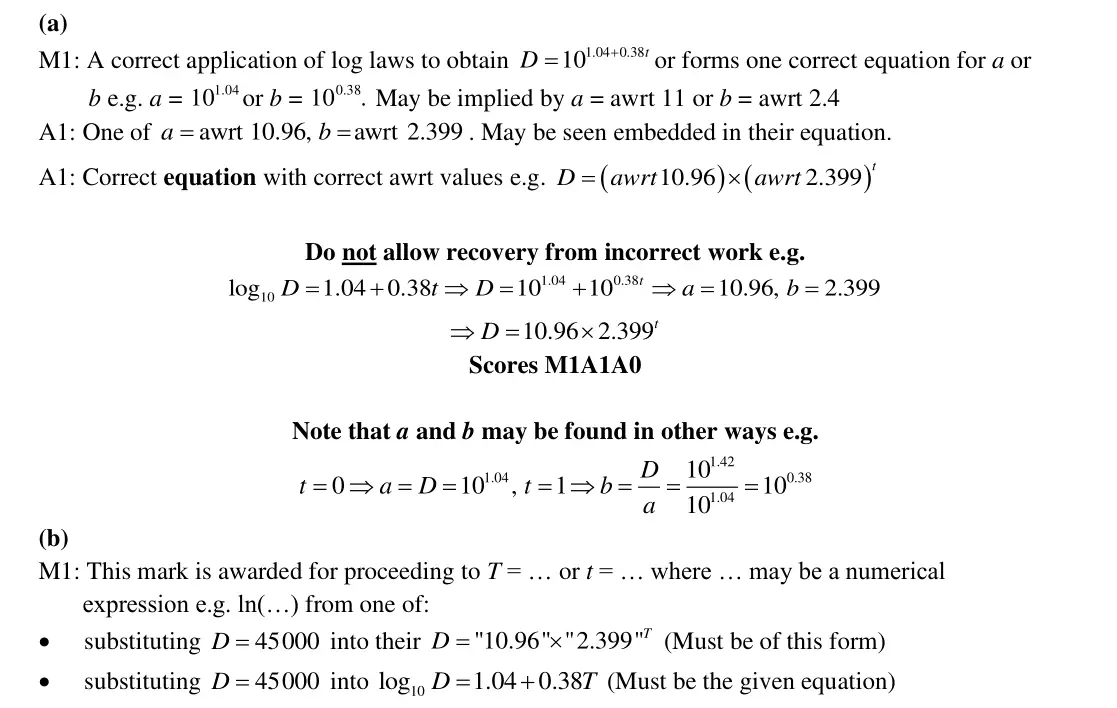 (a)
M1: A correct application of log laws to obtain D = 10^{1.04+0.38t} or forms one correct equation for a or
b e.g. a = 10^{1.04} or b = 10^{0.38}. May be implied by a = awrt 11 or b = awrt 2.4
A1: One of a = awrt 10.96, b = awrt 2.399 . May be seen embedded in their equation.
A1: Correct equation with correct awrt values e.g. D = (awrt 10.96)×(awrt 2.399)^t
Do not allow recovery from incorrect work e.g.
log_{10} D = 1.04 + 0.38t ⇒ D = 10^{1.04} + 10^{0.38t} ⇒ a = 10.96, b = 2.399
⇒ D = 10.96 × 2.399^t
Scores M1A1A0
Note that a and b may be found in other ways e.g.
t = 0 ⇒ a = D = 10^{1.04}, t = 1 ⇒ b = D/a = 10^{1.42}/10^{1.04} = 10^{0.38}
(b)
M1: This mark is awarded for proceeding to T = … or t = … where … may be a numerical
expression e.g. ln(…) from one of:
• substituting D = 45000 into their D = "10.96"×"2.399"^T (Must be of this form)
• substituting D = 45000 into log_{10} D = 1.04 + 0.38T (Must be the given equation)